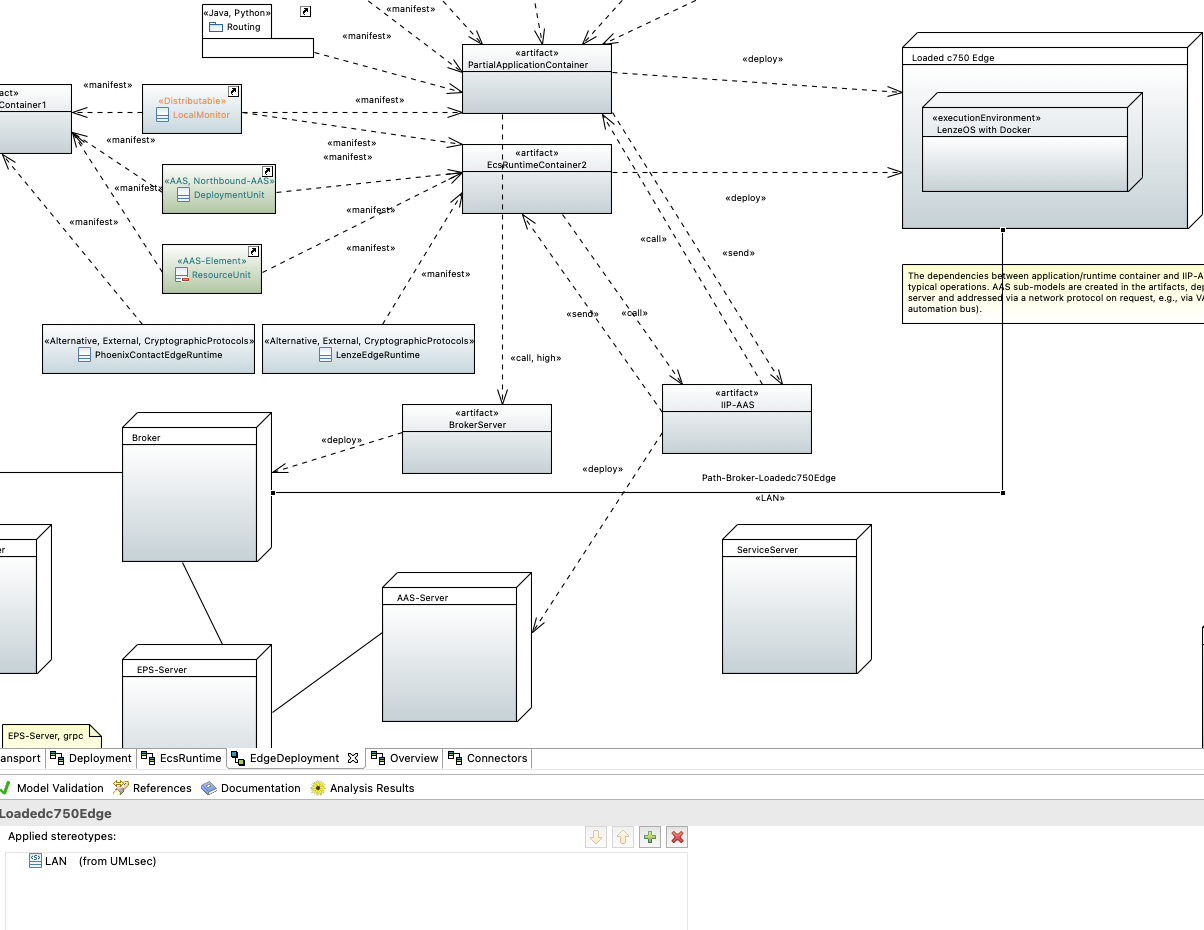 «manifest»
«Java, Python»
Routing
«manifest»
«artifact»
PartialApplicationContainer
«deploy»
Loaded c750 Edge
«manifest»
«Distributable»
LocalMonitor
«manifest»
«executionEnvironment»
LenzeOS with Docker
act»
Container1
«manifest»
«manifest»
«manifest»
«artifact»
EcsRuntimeContainer2
«AAS, Northbound-AAS»
DeploymentUnit
«manifest»
«deploy»
«manifest»
«manifest»
«call»
«manifest»
«send»
«AAS-Element»
ResourceUnit
«manifest»
The dependencies between application/runtime container and IIP-A
typical operations. AAS sub-models are created in the artifacts, dep
server and addressed via a network protocol on request, e.g., via VA
automation bus).
«send»
«call»
«Alternative, External, CryptographicProtocols»
PhoenixContactEdgeRuntime
«Alternative, External, CryptographicProtocols»
LenzeEdgeRuntime
«call, high»
«artifact»
IIP-AAS
«artifact»
BrokerServer
Broker
«deploy»
«deploy»
Path-Broker-Loadedc750Edge
«LAN»
er
ServiceServer
AAS-Server
EPS-Server
EPS-Server, grpc
ansport
Deployment
EcsRuntime
EdgeDeployment
Overview
Connectors
Model Validation
References
Documentation
Analysis Results
Loadedc750Edge
Applied stereotypes:
LAN (from UMLsec)